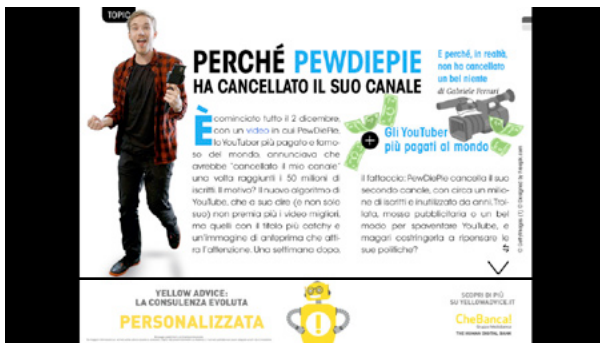 TOPIC
PERCHÉ PEWDIEPIE
HA CANCELLATO IL SUO CANALE
E perché, in realtà,
non ha cancellato
un bel niente
di Gabriele Ferrari
È cominciato tutto il 2 dicembre,
con un video in cui PewDiePie,
lo YouTuber più pagato e famo-
so del mondo, annunciava che
avrebbe "cancellato il mio canale"
una volta raggiunti i 50 milioni di
iscritti. Il motivo? Il nuovo algoritmo di
YouTube, che a suo dire (e non solo
suo) non premia più i video migliori,
ma quelli con il titolo più catchy e
un'immagine di anteprima che atti-
ra l'attenzione. Una settimana dopo,
+
Gli YouTuber
più pagati al mondo
il fattaccio: PewDiePie cancella il suo
secondo canale, con circa un milio-
ne di iscritti e inutilizzato da anni. Trol-
lata, mossa pubblicitaria o un bel
modo per spaventare YouTube, e
magari costringerla a ripensare le
sue politiche?
YELLOW ADVICE:
LA CONSULENZA EVOLUTA
PERSONALIZZATA
SCOPRI DI PIÙ
SU YELLOWADVICE.IT
CheBanca!
THE HUMAN DIGITAL BANK